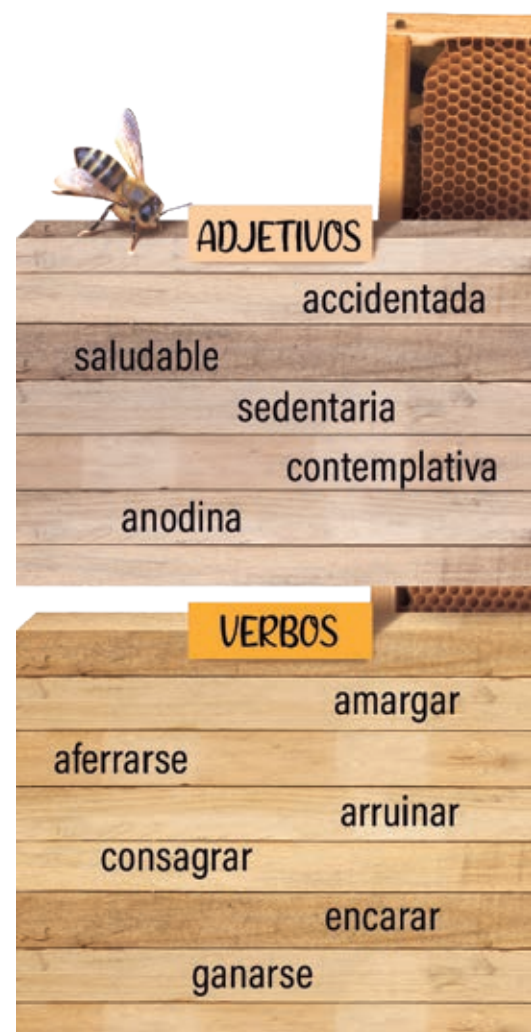 ADJETIVOS
accidentada
saludable
sedentaria
contemplativa
anodina
VERBOS
amargar
aferrarse
arruinar
consagrar
encarar
ganarse